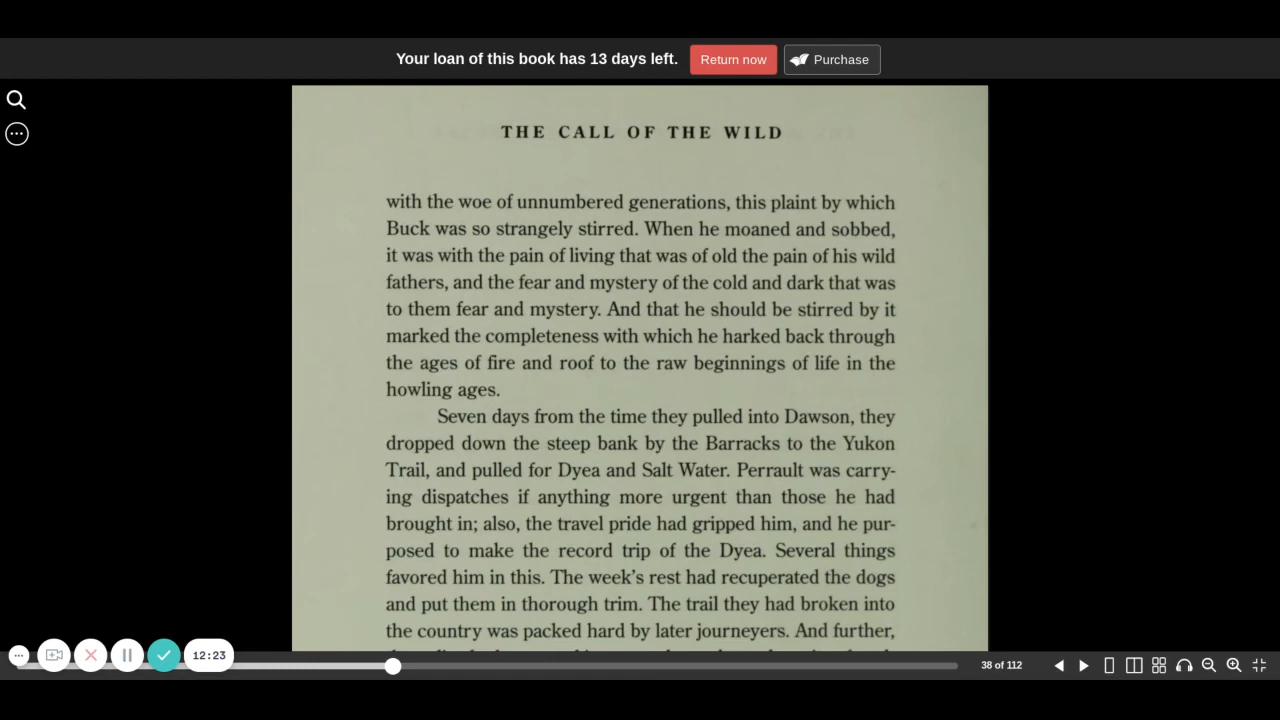 Your loan of this book has 13 days left.
Return now
Purchase
THE CALL OF THE WILD
with the woe of unnumbered generations, this plaint by which
Buck was so strangely stirred. When he moaned and sobbed,
it was with the pain of living that was of old the pain of his wild
fathers, and the fear and mystery of the cold and dark that was
to them fear and mystery. And that he should be stirred by it
marked the completeness with which he harked back through
the ages of fire and roof to the raw beginnings of life in the
howling ages.
Seven days from the time they pulled into Dawson, they
dropped down the steep bank by the Barracks to the Yukon
Trail, and pulled for Dyea and Salt Water. Perrault was carry-
ing dispatches if anything more urgent than those he had
brought in; also, the travel pride had gripped him, and he pur-
posed to make the record trip of the Dyea. Several things
favored him in this. The week's rest had recuperated the dogs
and put them in thorough trim. The trail they had broken into
the country was packed hard by later journeyers. And further,
12:23
38 of 112